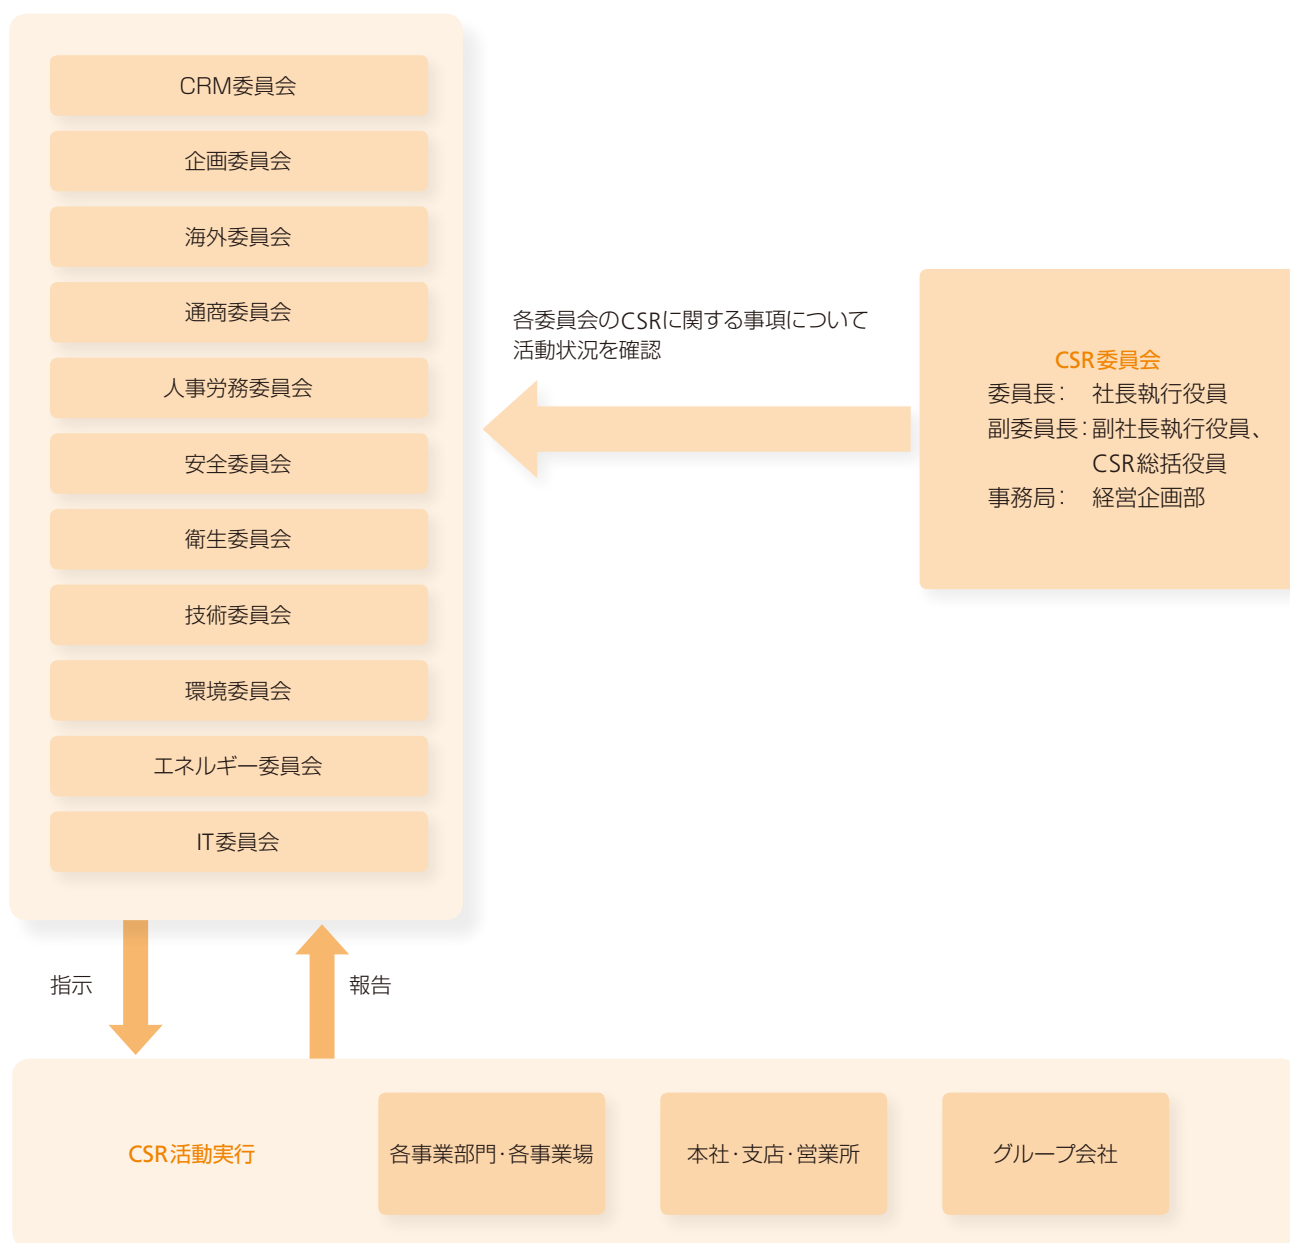 CRM委員会
企画委員会
海外委員会
通商委員会
人事労務委員会
安全委員会
衛生委員会
技術委員会
環境委員会
エネルギー委員会
IT委員会
各委員会のCSRに関する事項について
活動状況を確認
CSR委員会
委員長： 社長執行役員
副委員長：副社長執行役員、
CSR総括役員
事務局： 経営企画部
指示
報告
CSR活動実行
各事業部門・各事業場
本社・支店・営業所
グループ会社